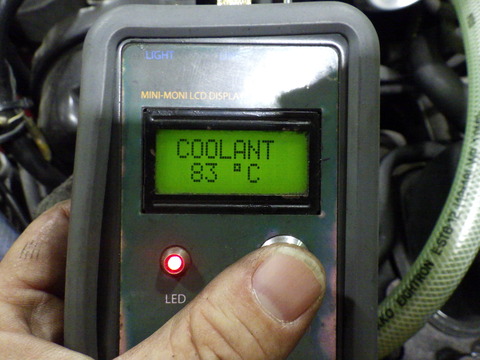 LIGHT
MINI-MONI LCD DISPLAY
COOLANT
83 °C
LED